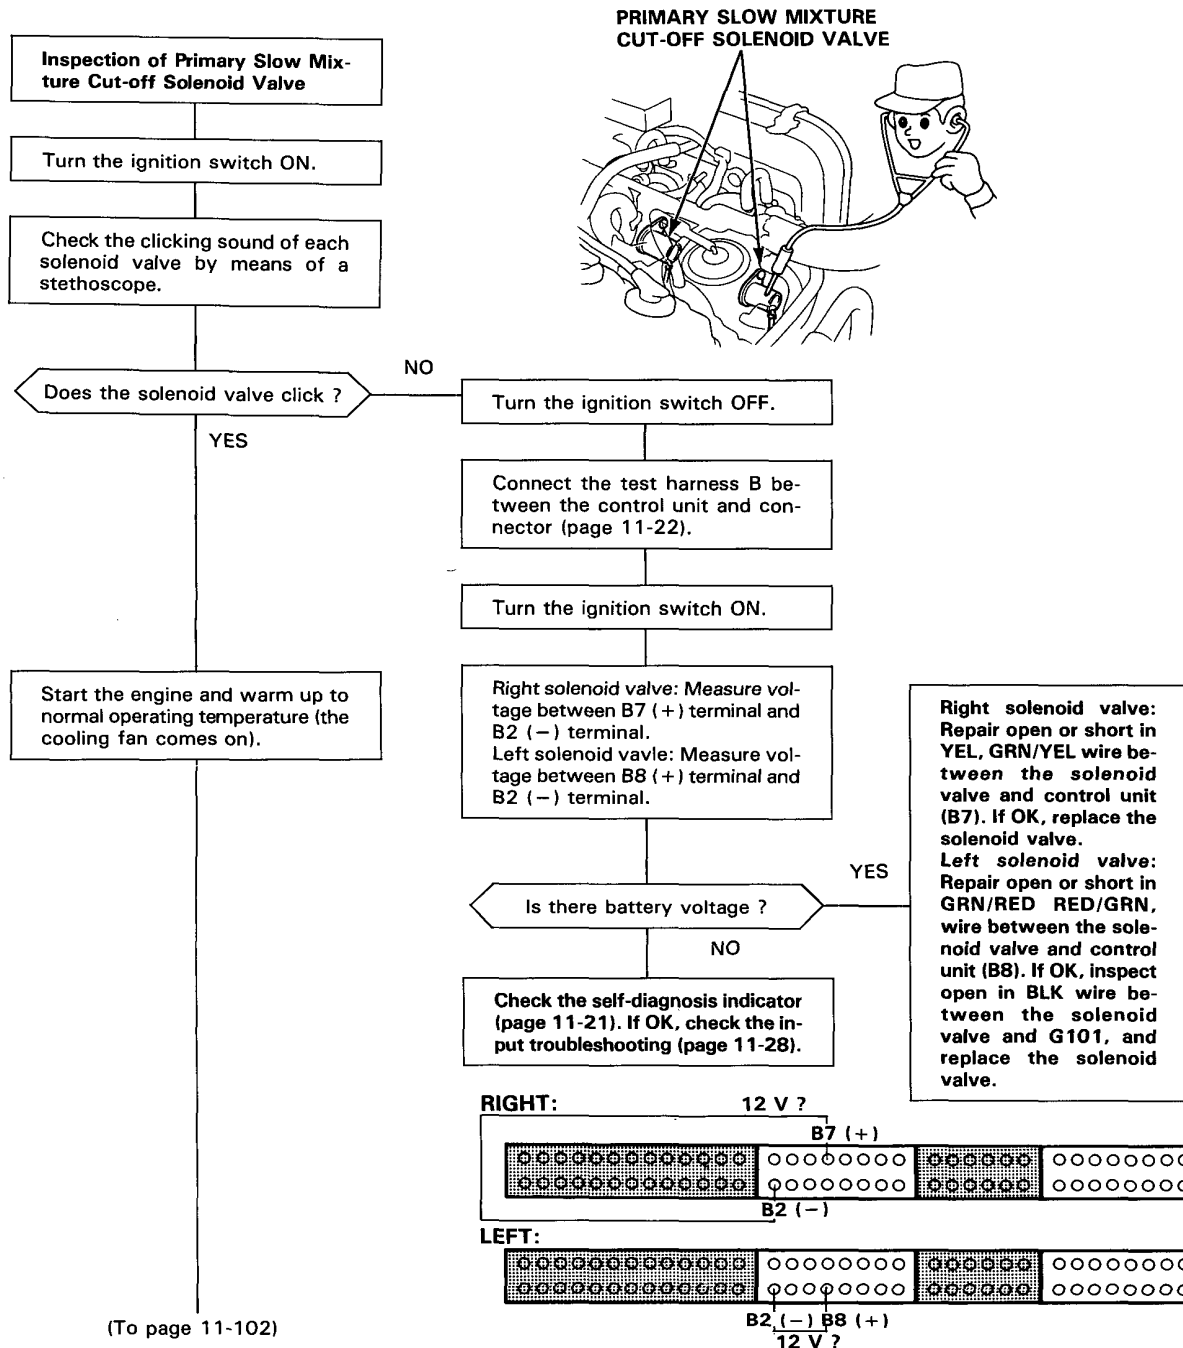 PRIMARY SLOW MIXTURE
CUT-OFF SOLENOID VALVE
Inspection of Primary Slow Mix-
ture Cut-off Solenoid Valve
Turn the ignition switch ON.
Check the clicking sound of each
solenoid valve by means of a
stethoscope.
Does the solenoid valve click ?
NO
YES
Turn the ignition switch OFF.
Connect the test harness B be-
tween the control unit and con-
nector (page 11-22).
Turn the ignition switch ON.
Start the engine and warm up to
normal operating temperature (the
cooling fan comes on).
Right solenoid valve: Measure vol-
tage between B7 (+) terminal and
B2 (−) terminal.
Left solenoid vavle: Measure vol-
tage between B8 (+) terminal and
B2 (−) terminal.
Is there battery voltage ?
YES
NO
Right solenoid valve:
Repair open or short in
YEL, GRN/YEL wire be-
tween the solenoid
valve and control unit
(B7). If OK, replace the
solenoid valve.
Left solenoid valve:
Repair open or short in
GRN/RED RED/GRN,
wire between the sole-
noid valve and control
unit (B8). If OK, inspect
open in BLK wire be-
tween the solenoid
valve and G101, and
replace the solenoid
valve.
Check the self-diagnosis indicator
(page 11-21). If OK, check the in-
put troubleshooting (page 11-28).
RIGHT:
12 V ?
B7 (+)
B2 (−)
LEFT:
B2 (−) B8 (+)
12 V ?
(To page 11-102)